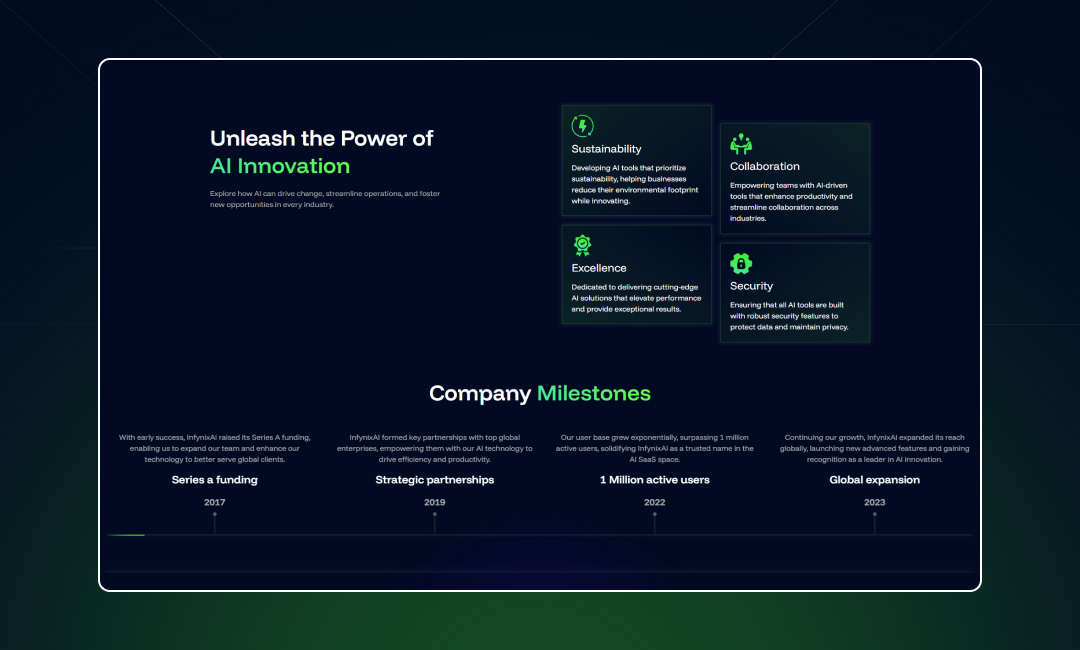 Unleash the Power of
AI Innovation
Explore how AI can drive change, streamline operations, and foster
new opportunities in every industry.
Sustainability
Developing AI tools that prioritize
sustainability, helping businesses
reduce their environmental footprint
while innovating.
Collaboration
Empowering teams with AI-driven
tools that enhance productivity and
streamline collaboration across
industries.
Excellence
Dedicated to delivering cutting-edge
AI solutions that elevate performance
and provide exceptional results.
Security
Ensuring that all AI tools are built
with robust security features to
protect data and maintain privacy.
Company Milestones
With early success, InfynixAI raised its Series A funding,
enabling us to expand our team and enhance our
technology to better serve global clients.
Series a funding
2017
InfynixAI formed key partnerships with top global
enterprises, empowering them with our AI technology to
drive efficiency and productivity.
Strategic partnerships
2019
Our user base grew exponentially, surpassing 1 million
active users, solidifying InfynixAI as a trusted name in the
AI SaaS space.
1 Million active users
2022
Continuing our growth, InfynixAI expanded its reach
globally, launching new advanced features and gaining
recognition as a leader in AI innovation.
Global expansion
2023